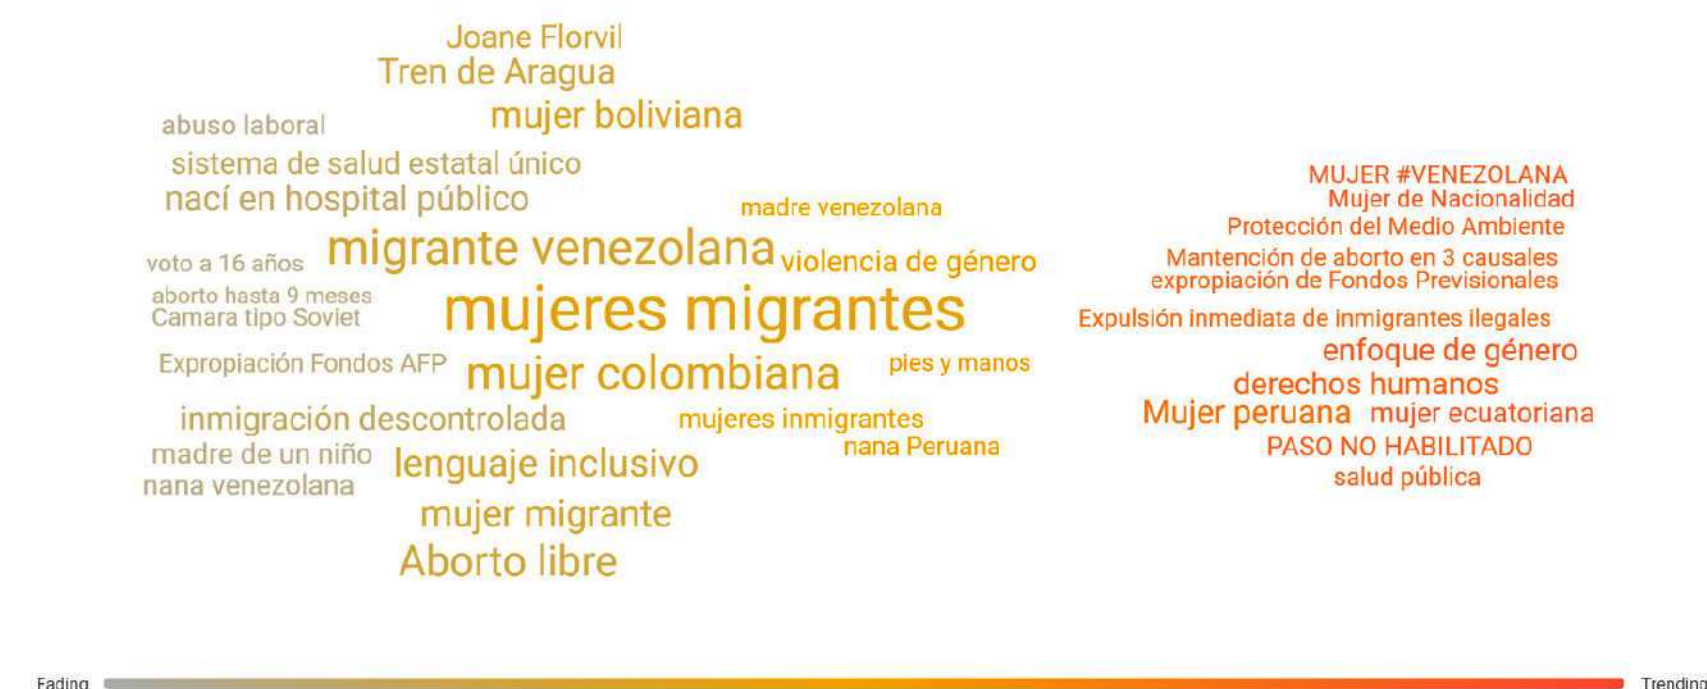 Joane Florvil
Tren de Aragua
mujer boliviana
abuso laboral
sistema de salud estatal único
nací en hospital público
madre venezolana
migrante venezolana
violencia de género
voto a 16 años
aborto hasta 9 meses
Camara tipo Soviet
mujeres migrantes
Expropiación Fondos AFP
mujer colombiana
pies y manos
inmigración descontrolada
mujeres inmigrantes
madre de un niño
lenguaje inclusivo
nana Peruana
nana venezolana
mujer migrante
Aborto libre
MUJER #VENEZOLANA
Mujer de Nacionalidad
Protección del Medio Ambiente
Mantención de aborto en 3 causales
expropiación de Fondos Previsionales
Expulsión inmediata de inmigrantes ilegales
enfoque de género
derechos humanos
Mujer peruana
mujer ecuatoriana
PASO NO HABILITADO
salud pública
Fading
Trending